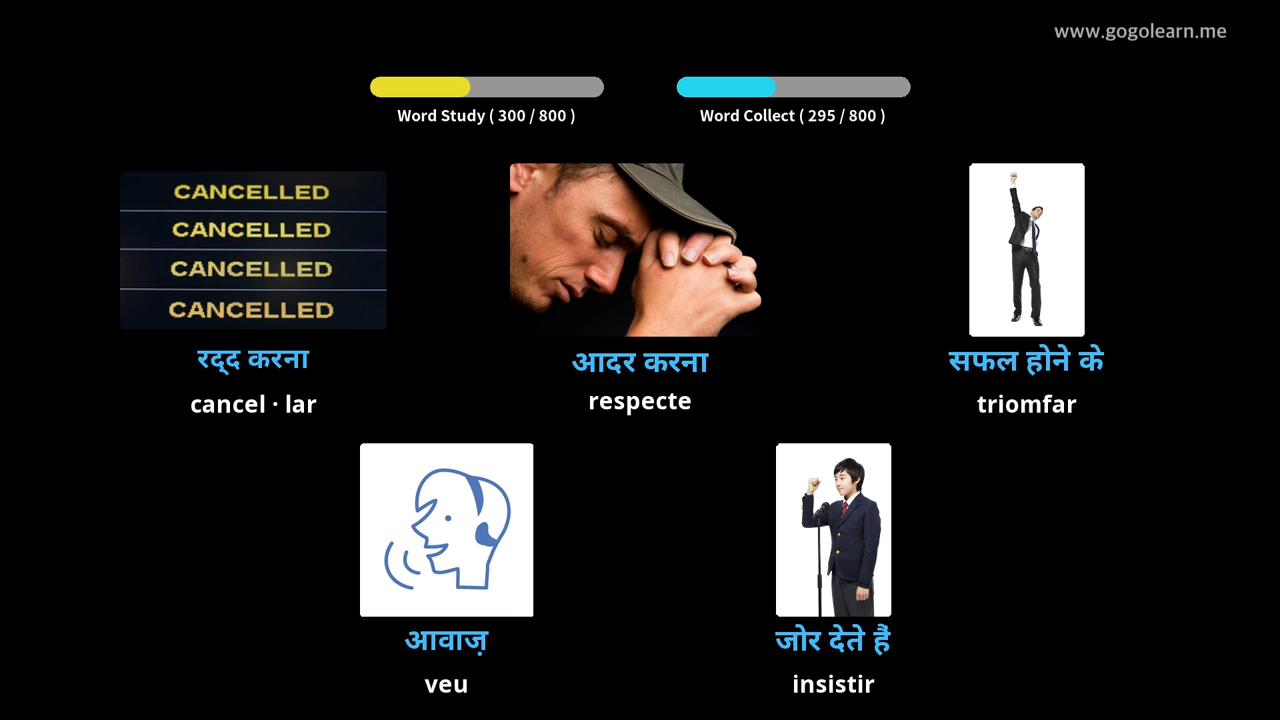 www.gogolearn.me
Word Study ( 300 / 800 )
Word Collect ( 295 / 800 )
CANCELLED
CANCELLED
CANCELLED
CANCELLED
रद्द करना
cancel · lar
आदर करना
respecte
सफल होने के
triomfar
आवाज़
veu
जोर देते हैं
insistir